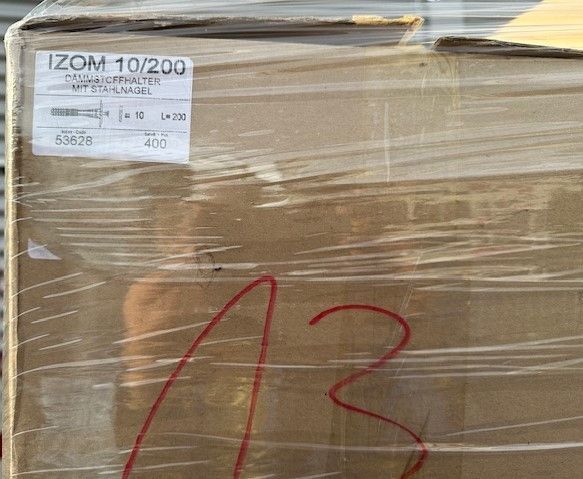 IZOM 10/200
DÄMMSTOFFHALTER
MIT STAHLNAGEL
= 10 L= 200
53628 400
13